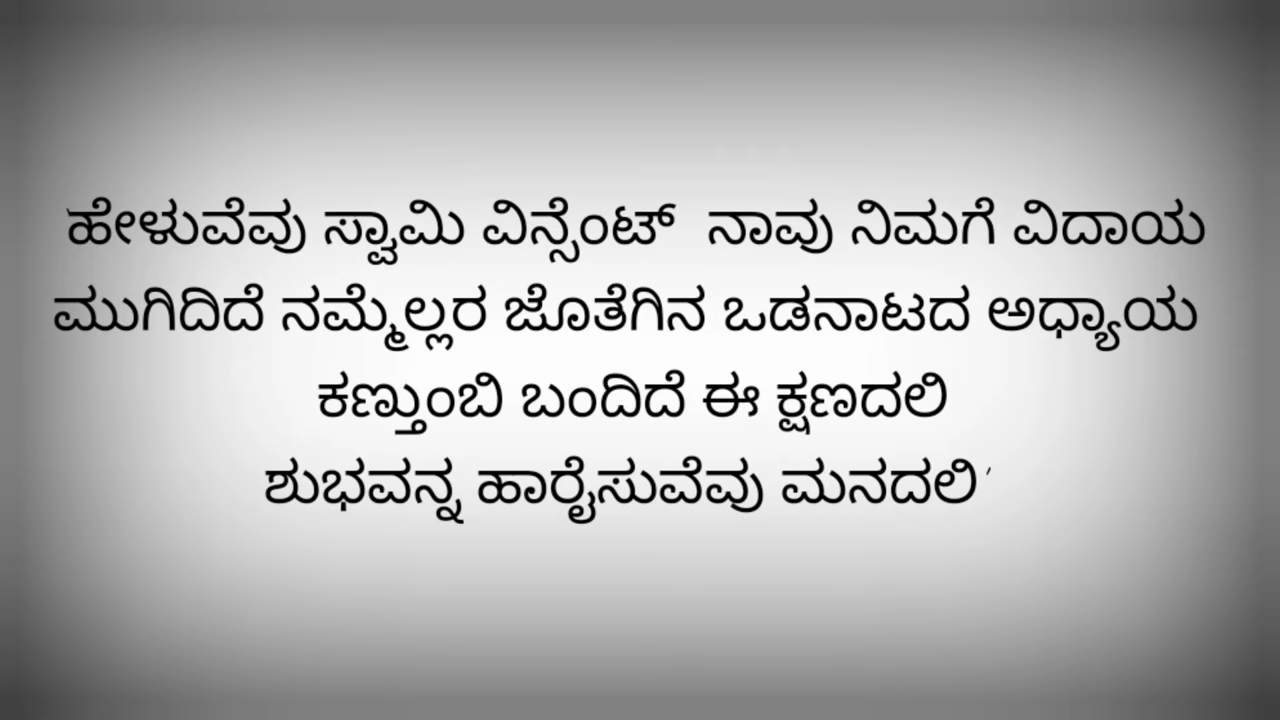 'ಹೇಳುವೆವು ಸ್ವಾಮಿ ವಿನ್ಸೆಂಟ್ ನಾವು ನಿಮಗೆ ವಿದಾಯ
ಮುಗಿದಿದೆ ನಮ್ಮೆಲ್ಲರ ಜೊತೆಗಿನ ಒಡನಾಟದ ಅಧ್ಯಾಯ
ಕಣ್ತುಂಬಿ ಬಂದಿದೆ ಈ ಕ್ಷಣದಲಿ
ಶುಭವನ್ನ ಹಾರೈಸುವೆವು ಮನದಲಿ'